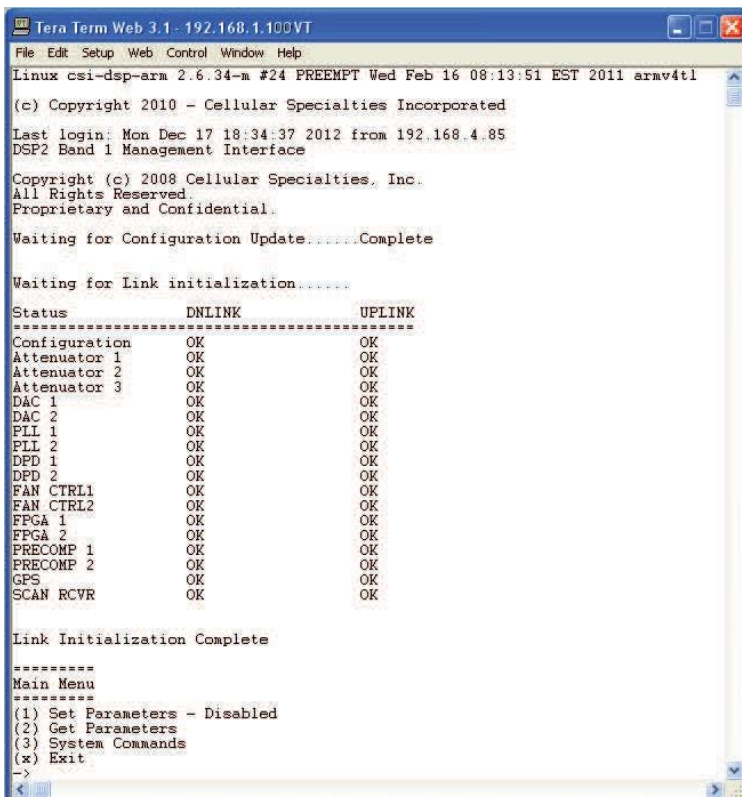 Tera Term Web 3.1 - 192.168.1.100 VT
File Edit Setup Web Control Window Help
Linux csi-dsp-arm 2.6.34-m #24 PREEMPT Wed Feb 16 08:13:51 EST 2011 armv4tl
(c) Copyright 2010 - Cellular Specialties Incorporated
Last login: Mon Dec 17 18:34:37 2012 from 192.168.4.85
DSP2 Band 1 Management Interface
Copyright (c) 2008 Cellular Specialties, Inc.
All Rights Reserved.
Proprietary and Confidential.
Waiting for Configuration Update......Complete
Waiting for Link initialization......
Status DNLINK UPLINK
==============================================
Configuration OK OK
Attenuator 1 OK OK
Attenuator 2 OK OK
Attenuator 3 OK OK
DAC 1 OK OK
DAC 2 OK OK
PLL 1 OK OK
PLL 2 OK OK
DPD 1 OK OK
DPD 2 OK OK
FAN CTRL1 OK OK
FAN CTRL2 OK OK
FPGA 1 OK OK
FPGA 2 OK OK
PRECOMP 1 OK OK
PRECOMP 2 OK OK
GPS OK OK
SCAN RCVR OK OK
Link Initialization Complete
=========
Main Menu
=========
(1) Set Parameters - Disabled
(2) Get Parameters
(3) System Commands
(x) Exit
->